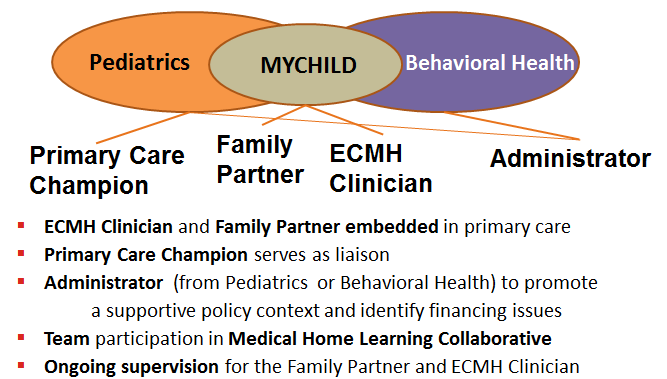 Pediatrics
MYCHILD
Behavioral Health
Primary Care
Champion
Family
Partner
ECMH
Clinician
Administrator
▪ ECMH Clinician and Family Partner embedded in primary care
▪ Primary Care Champion serves as liaison
▪ Administrator (from Pediatrics or Behavioral Health) to promote
a supportive policy context and identify financing issues
▪ Team participation in Medical Home Learning Collaborative
▪ Ongoing supervision for the Family Partner and ECMH Clinician